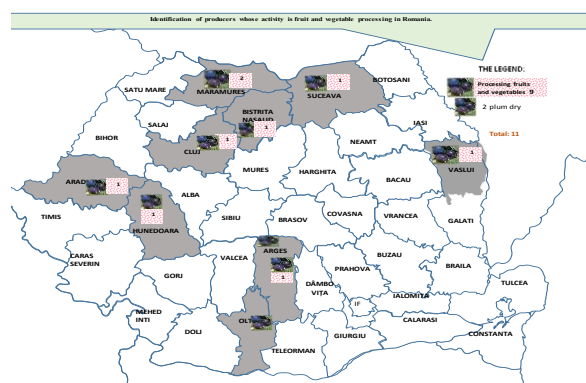 Identification of producers whose activity is fruit and vegetable processing in Romania.
THE LEGEND:
Processing fruits
and vegetables 9
2 plum dry
Total: 11
2
MARAMURES
1
SUCEAVA
BOTOSANI
SATU MARE
BISTRITA
NASAUD
1
SALAJ
IASI
BIHOR
1
CLUJ
NEAMT
1
VASLUI
MURES
HARGHITA
BACAU
ARAD
1
ALBA
1
HUNEDOARA
TIMIS
SIBIU
BRASOV
COVASNA
VRANCEA
GALATI
CARAS
SEVERIN
GORJ
VALCEA
ARGES
1
DÂMBO
VIȚA
PRAHOVA
BUZAU
BRAILA
TULCEA
IALOMITA
IF
MEHED
INTI
DOLJ
OLT
TELEORMAN
GIURGIU
CALARASI
CONSTANTA